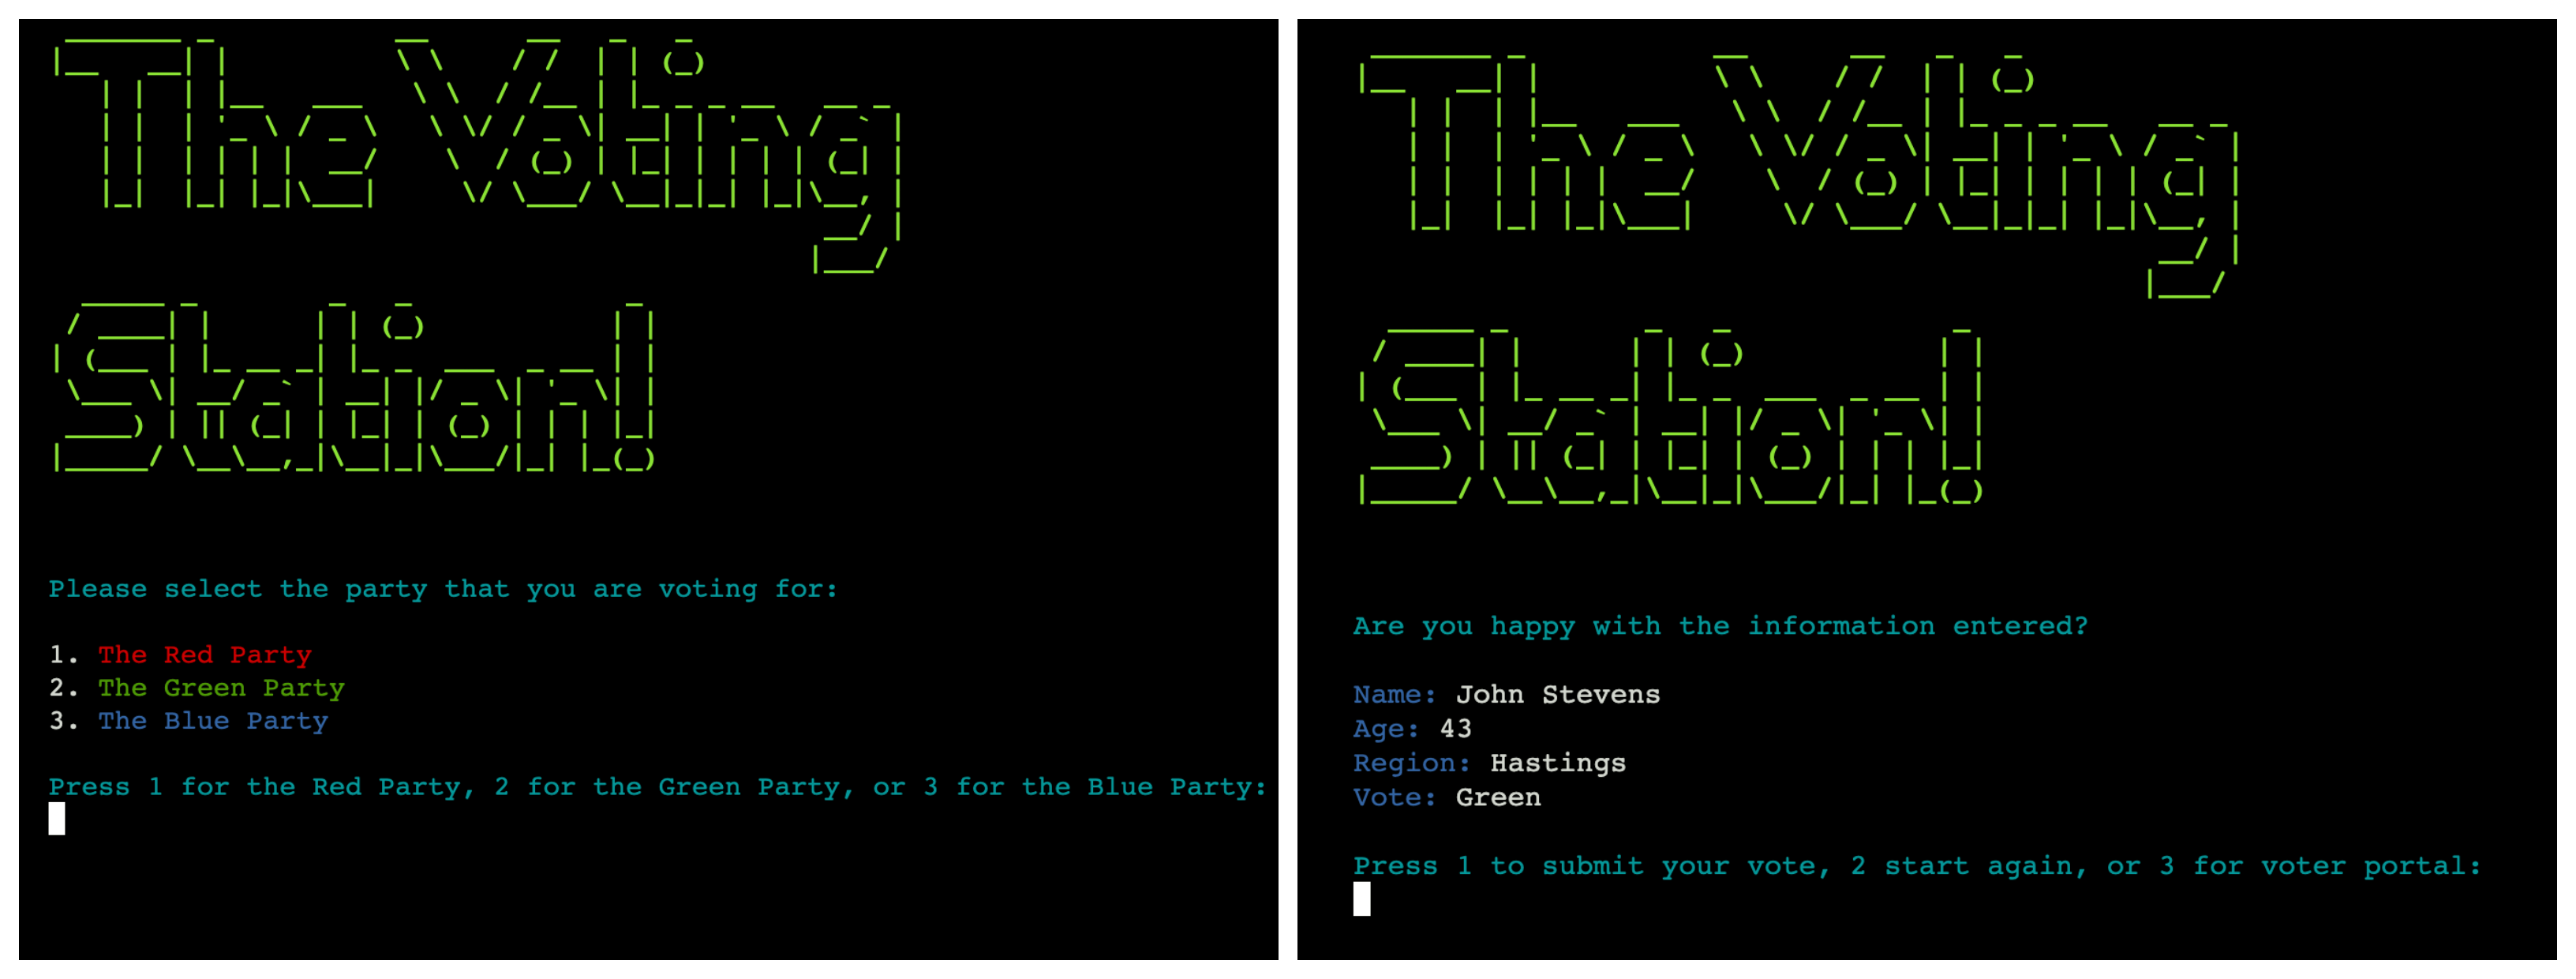 The Voting
Station!
Please select the party that you are voting for:
1. The Red Party
2. The Green Party
3. The Blue Party
Press 1 for the Red Party, 2 for the Green Party, or 3 for the Blue Party:
The Voting
Station!
Are you happy with the information entered?
Name: John Stevens
Age: 43
Region: Hastings
Vote: Green
Press 1 to submit your vote, 2 start again, or 3 for voter portal: